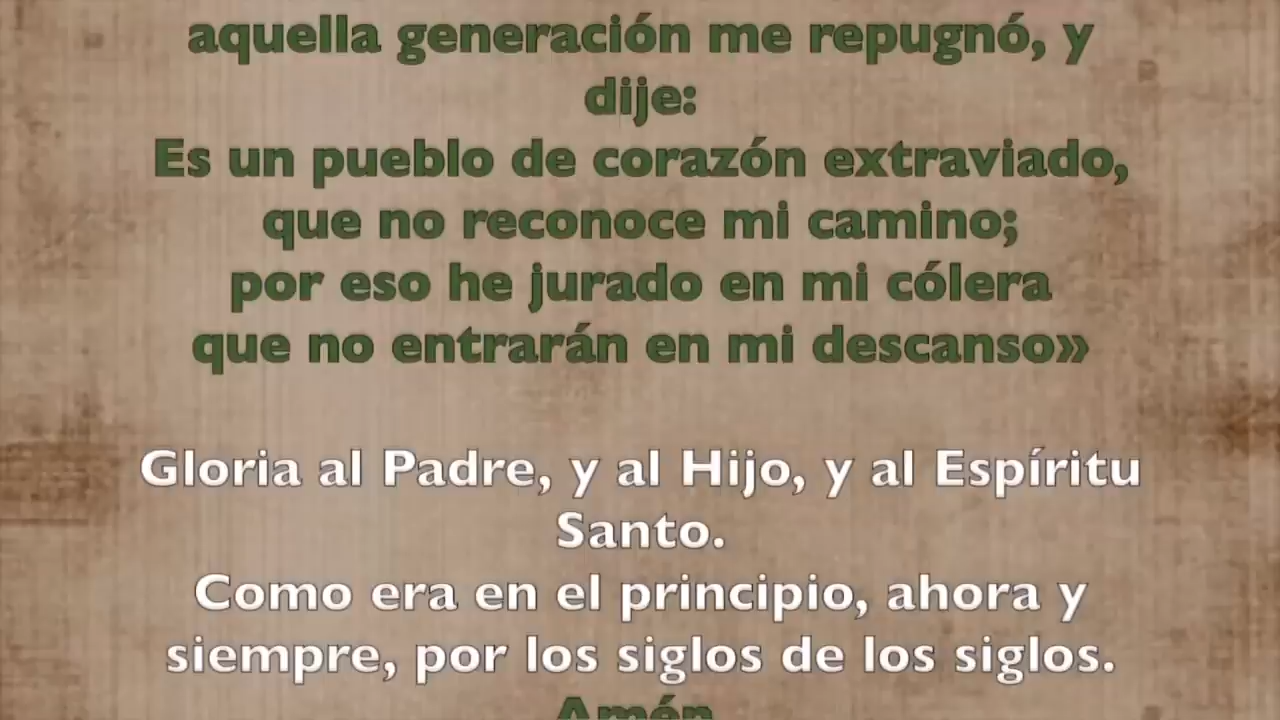 aquella generación me repugnó, y
dije:
Es un pueblo de corazón extraviado,
que no reconoce mi camino;
por eso he jurado en mi cólera
que no entrarán en mi descanso»
Gloria al Padre, y al Hijo, y al Espíritu
Santo.
Como era en el principio, ahora y
siempre, por los siglos de los siglos.
Amén